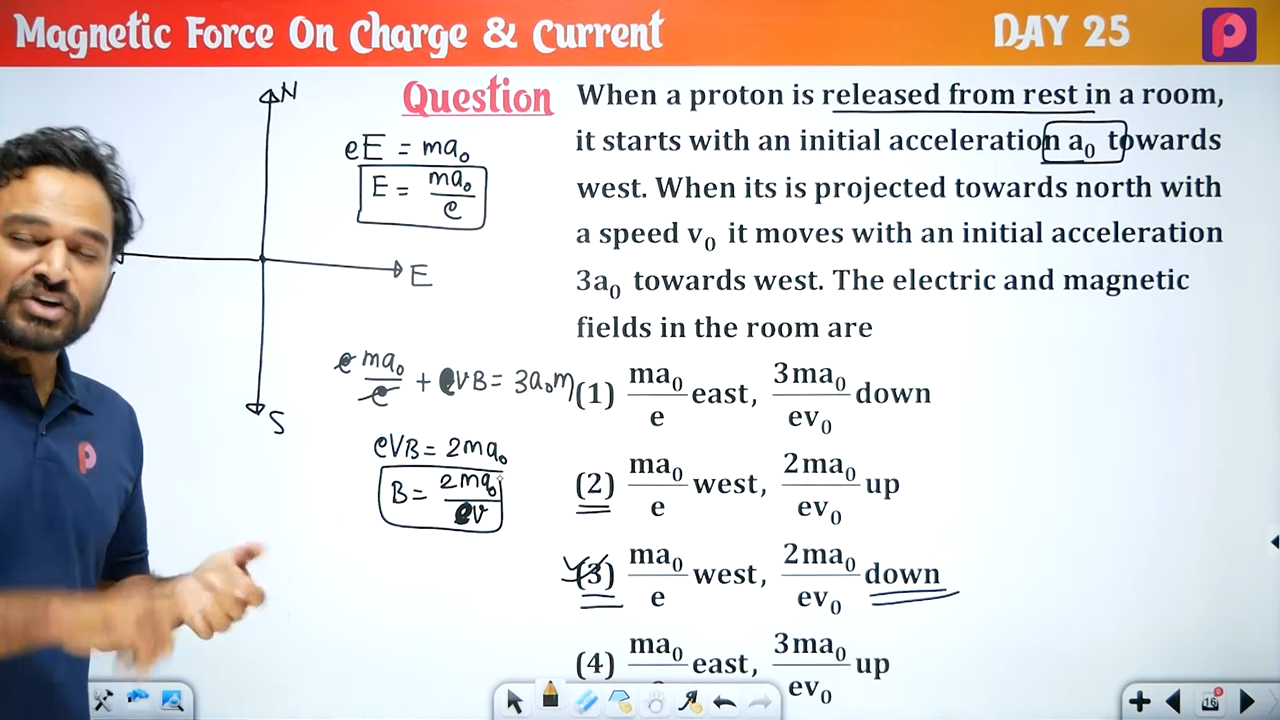 Magnetic Force On Charge & Current
DAY 25
N
E
S
Question
When a proton is released from rest in a room,
it starts with an initial acceleration a₀ towards
west. When its is projected towards north with
a speed v₀ it moves with an initial acceleration
3a₀ towards west. The electric and magnetic
fields in the room are
eE = ma₀
E = ma₀/e
e ma₀/e + eVB = 3a₀m
eVB = 2ma₀
B = 2ma₀/ev
(1) ma₀/e east, 3ma₀/ev₀ down
(2) ma₀/e west, 2ma₀/ev₀ up
(3) ma₀/e west, 2ma₀/ev₀ down
(4) ma₀/e east, 3ma₀/ev₀ up
16